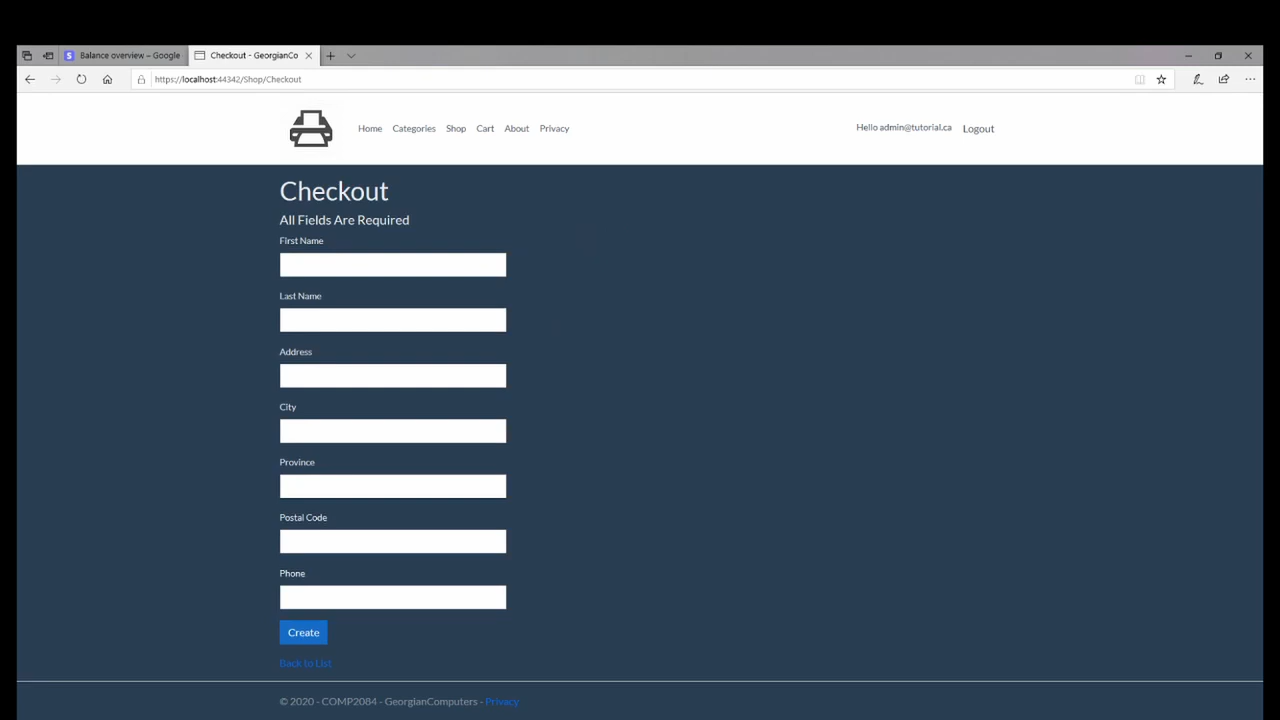 Balance overview – Google
Checkout - GeorgianCo
https://localhost:44342/Shop/Checkout
Home Categories Shop Cart About Privacy
Hello admin@tutorial.ca Logout
Checkout
All Fields Are Required
First Name
Last Name
Address
City
Province
Postal Code
Phone
Create
Back to List
© 2020 - COMP2084 - GeorgianComputers - Privacy